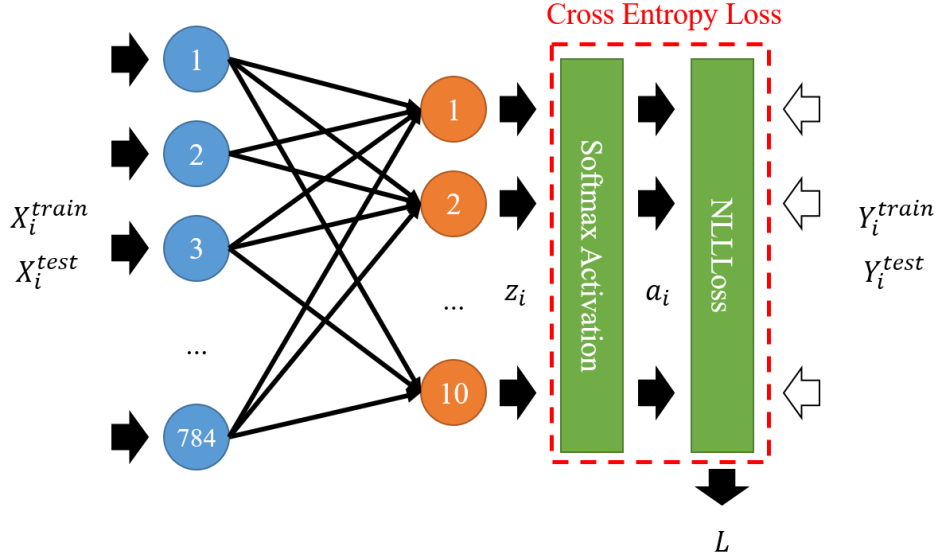 Cross Entropy Loss
1
2
3
...
784
1
2
...
10
X_i^{train}
X_i^{test}
z_i
Softmax Activation
a_i
NLLLoss
Y_i^{train}
Y_i^{test}
L